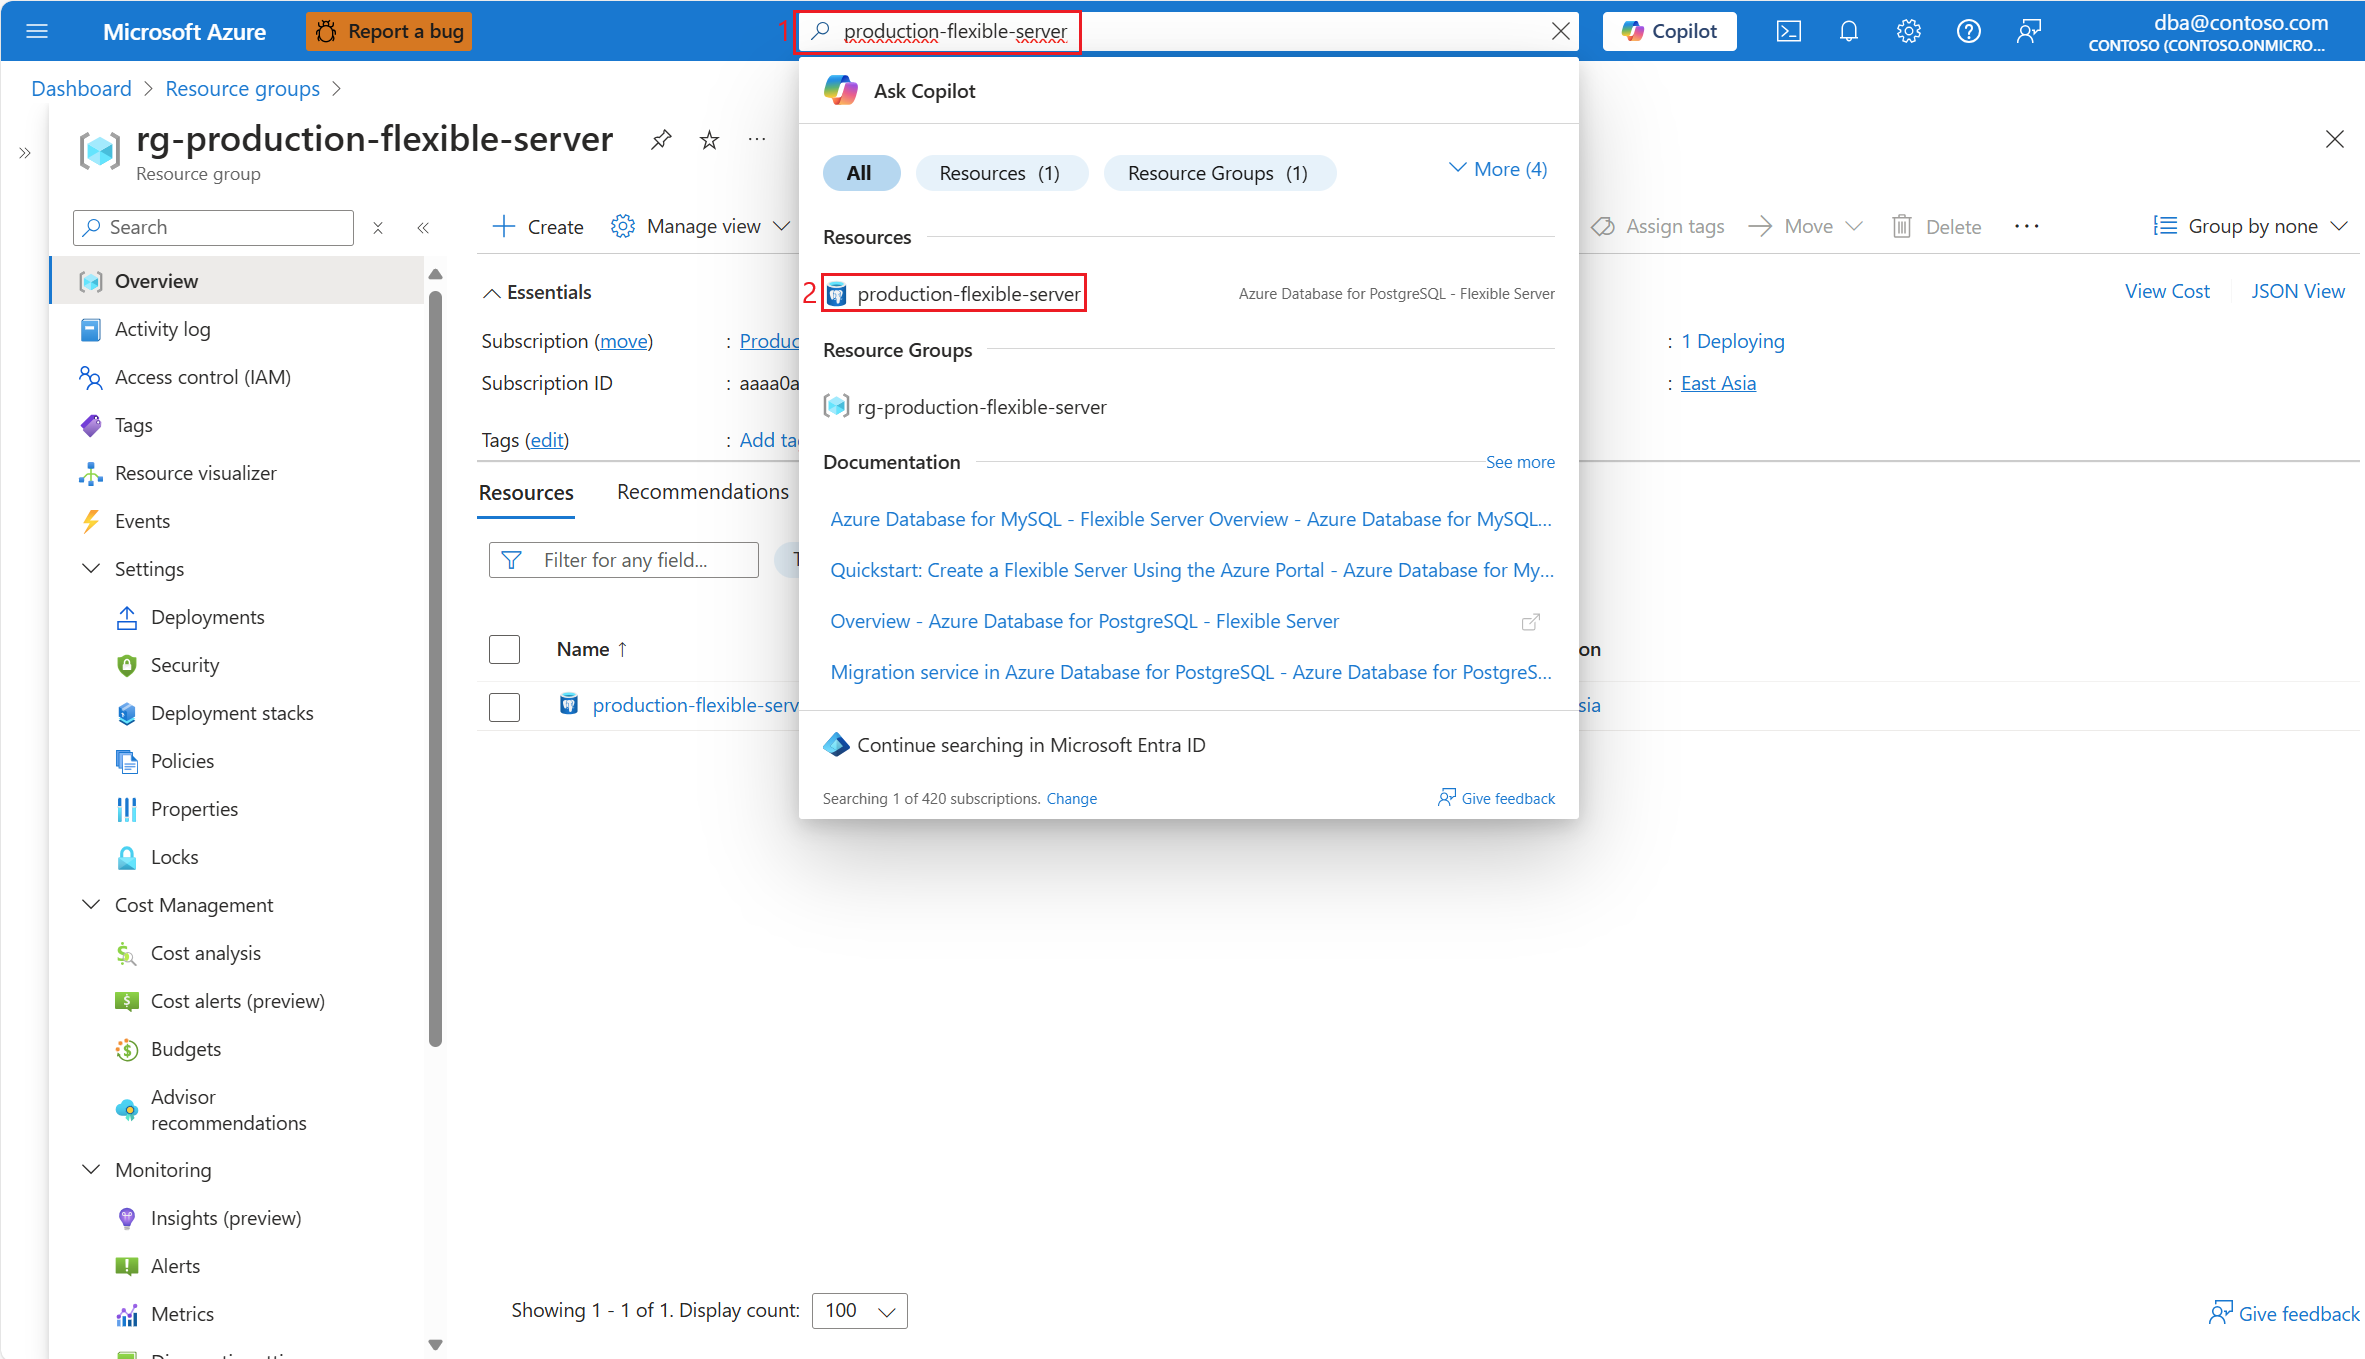 Microsoft Azure
Report a bug
1
production-flexible-server
Copilot
dba@contoso.com
CONTOSO (CONTOSO.ONMICRO...
Dashboard > Resource groups >
rg-production-flexible-server
Resource group
Search
Overview
Activity log
Access control (IAM)
Tags
Resource visualizer
Events
Settings
Deployments
Security
Deployment stacks
Policies
Properties
Locks
Cost Management
Cost analysis
Cost alerts (preview)
Budgets
Advisor
recommendations
Monitoring
Insights (preview)
Alerts
Metrics
Create
Manage view
Assign tags
Move
Delete
Group by none
Essentials
View Cost
JSON View
Subscription (move) :
: 1 Deploying
Subscription ID : aaaa0a
: East Asia
Tags (edit) : Add
Resources
Recommendations
Filter for any field...
Name ↑
production-flexible-serv
Ask Copilot
All
Resources (1)
Resource Groups (1)
More (4)
Resources
2
production-flexible-server
Azure Database for PostgreSQL - Flexible Server
Resource Groups
rg-production-flexible-server
Documentation
See more
Azure Database for MySQL - Flexible Server Overview - Azure Database for MySQL...
Quickstart: Create a Flexible Server Using the Azure Portal - Azure Database for My...
Overview - Azure Database for PostgreSQL - Flexible Server
Migration service in Azure Database for PostgreSQL - Azure Database for PostgreS...
Continue searching in Microsoft Entra ID
Searching 1 of 420 subscriptions. Change
Give feedback
Showing 1 - 1 of 1. Display count: 100
Give feedback